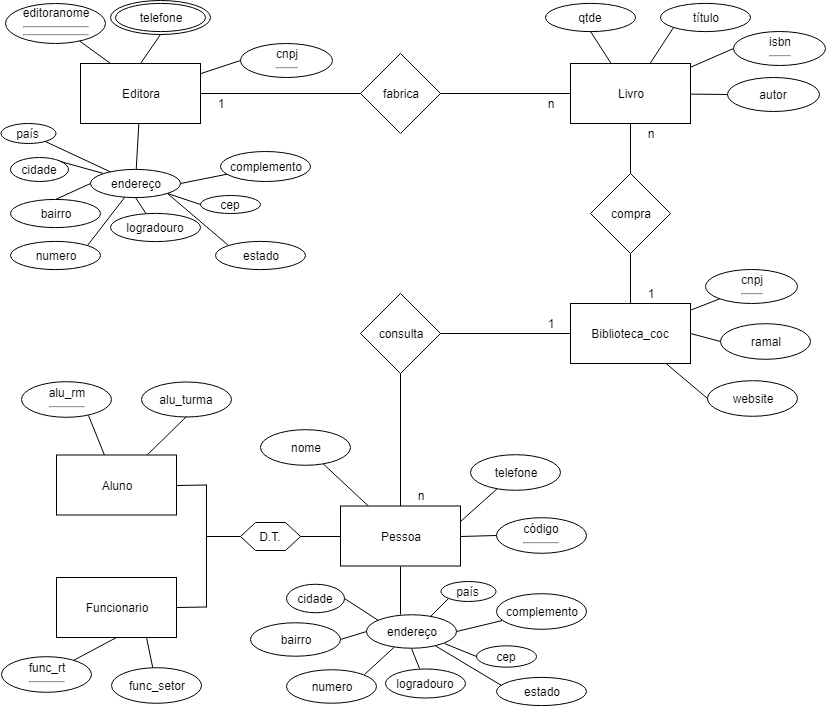 editoranome
telefone
cnpj
qtde
título
isbn
Editora
1
fabrica
n
Livro
autor
n
país
cidade
complemento
endereço
cep
bairro
logradouro
compra
numero
estado
1
cnpj
consulta
1
Biblioteca_coc
ramal
alu_rm
alu_turma
website
nome
telefone
Aluno
n
código
D.T.
Pessoa
Funcionario
país
cidade
complemento
bairro
endereço
cep
func_rt
func_setor
numero
logradouro
estado